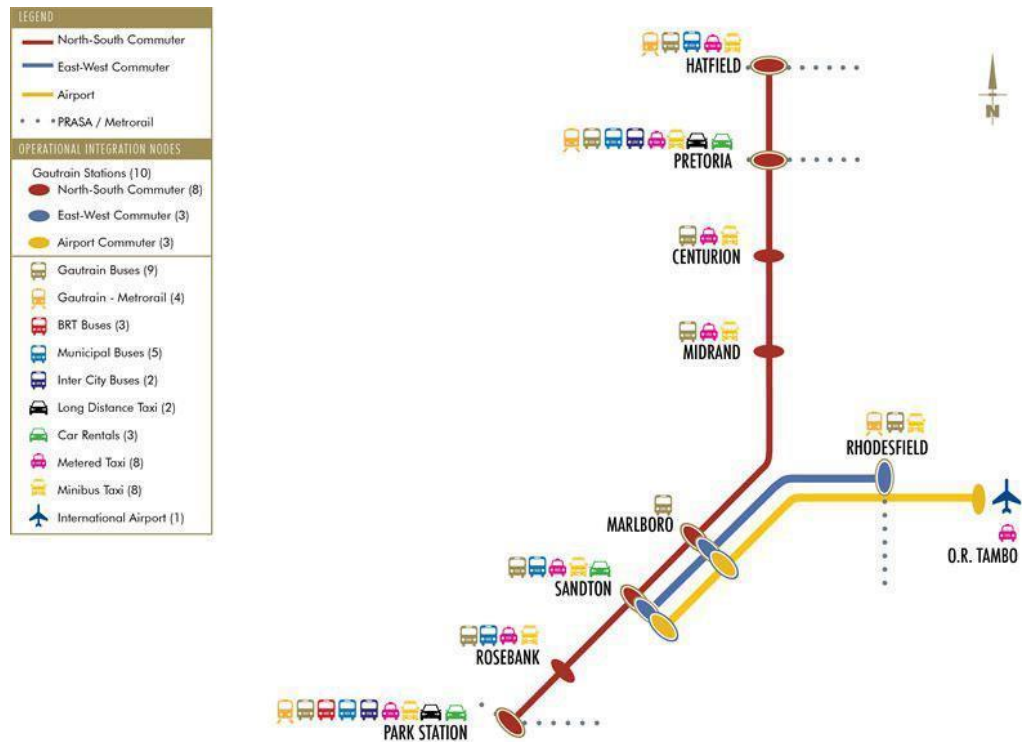 LEGEND
North-South Commuter
East-West Commuter
Airport
PRASA / Metrorail
OPERATIONAL INTEGRATION NODES
Gautrain Stations (10)
North-South Commuter (8)
East-West Commuter (3)
Airport Commuter (3)
Gautrain Buses (9)
Gautrain - Metrorail (4)
BRT Buses (3)
Municipal Buses (5)
Inter City Buses (2)
Long Distance Taxi (2)
Car Rentals (3)
Metered Taxi (8)
Minibus Taxi (8)
International Airport (1)
HATFIELD
N
PRETORIA
CENTURION
MIDRAND
RHODESFIELD
MARLBORO
O.R. TAMBO
SANDTON
ROSEBANK
PARK STATION